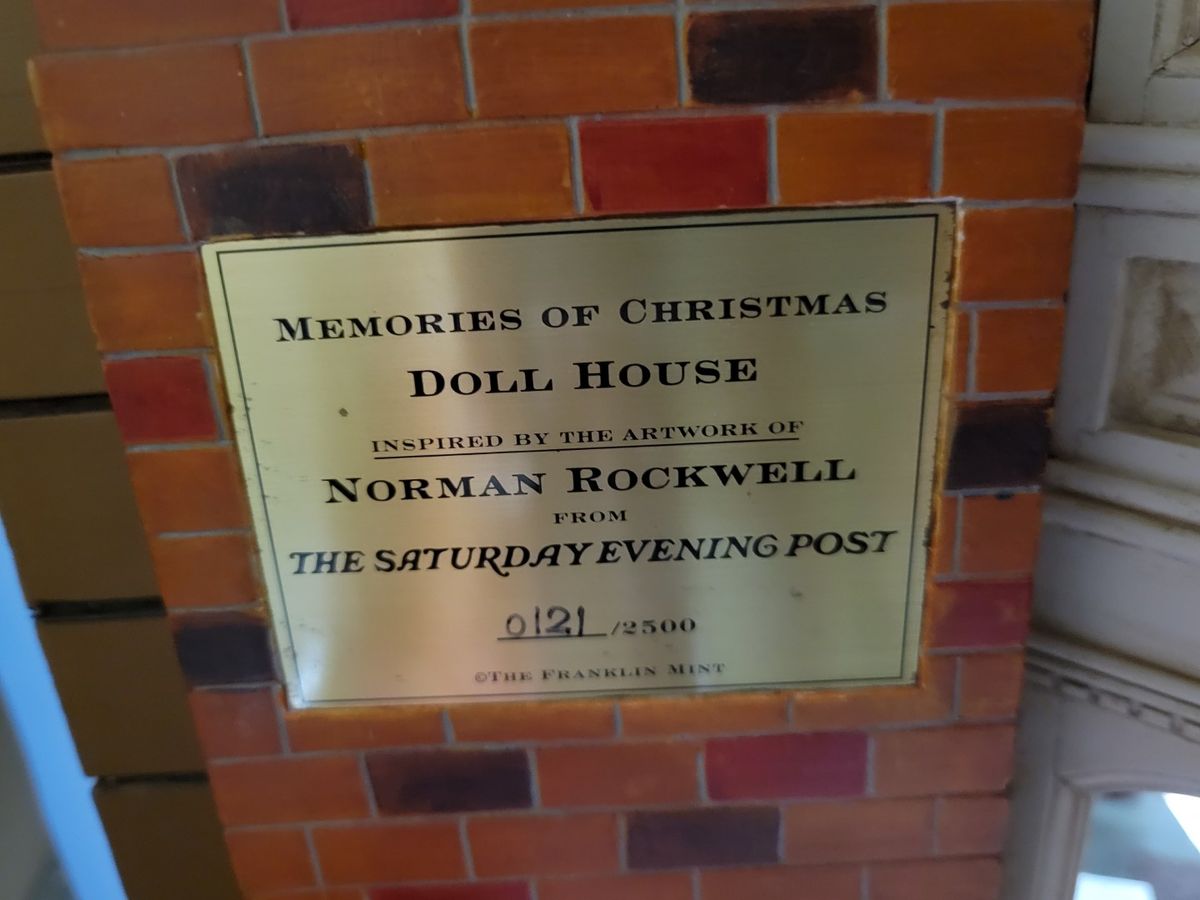 MEMORIES OF CHRISTMAS
DOLL HOUSE
INSPIRED BY THE ARTWORK OF
NORMAN ROCKWELL
FROM
THE SATURDAY EVENING POST
0121/2500
©THE FRANKLIN MINT